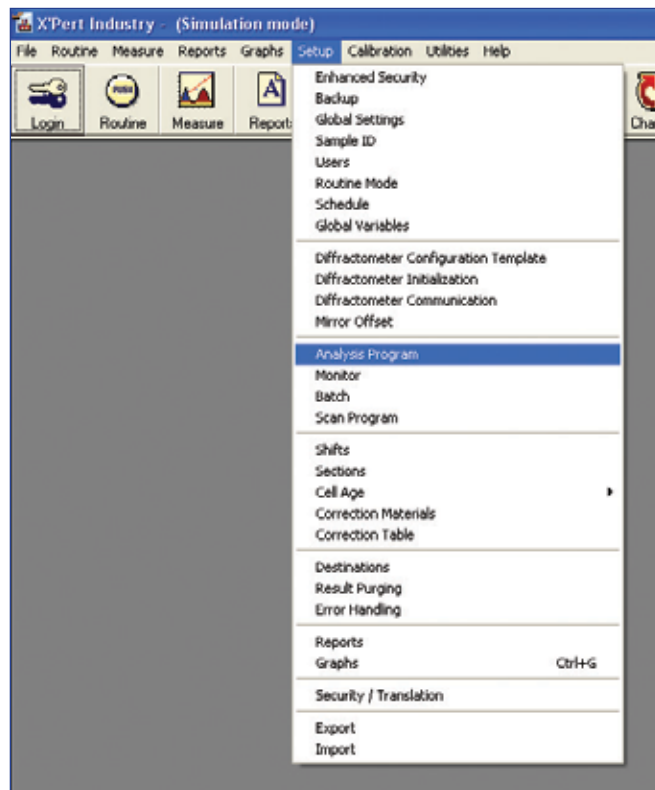 X'Pert Industry - (Simulation mode)
File Routine Measure Reports Graphs Setup Calibration Utilities Help
Login Routine Measure Report
Enhanced Security
Backup
Global Settings
Sample ID
Users
Routine Mode
Schedule
Global Variables
Diffractometer Configuration Template
Diffractometer Initialization
Diffractometer Communication
Mirror Offset
Analysis Program
Monitor
Batch
Scan Program
Shifts
Sections
Cell Age
Correction Materials
Correction Table
Destinations
Result Purging
Error Handling
Reports
Graphs Ctrl+G
Security / Translation
Export
Import